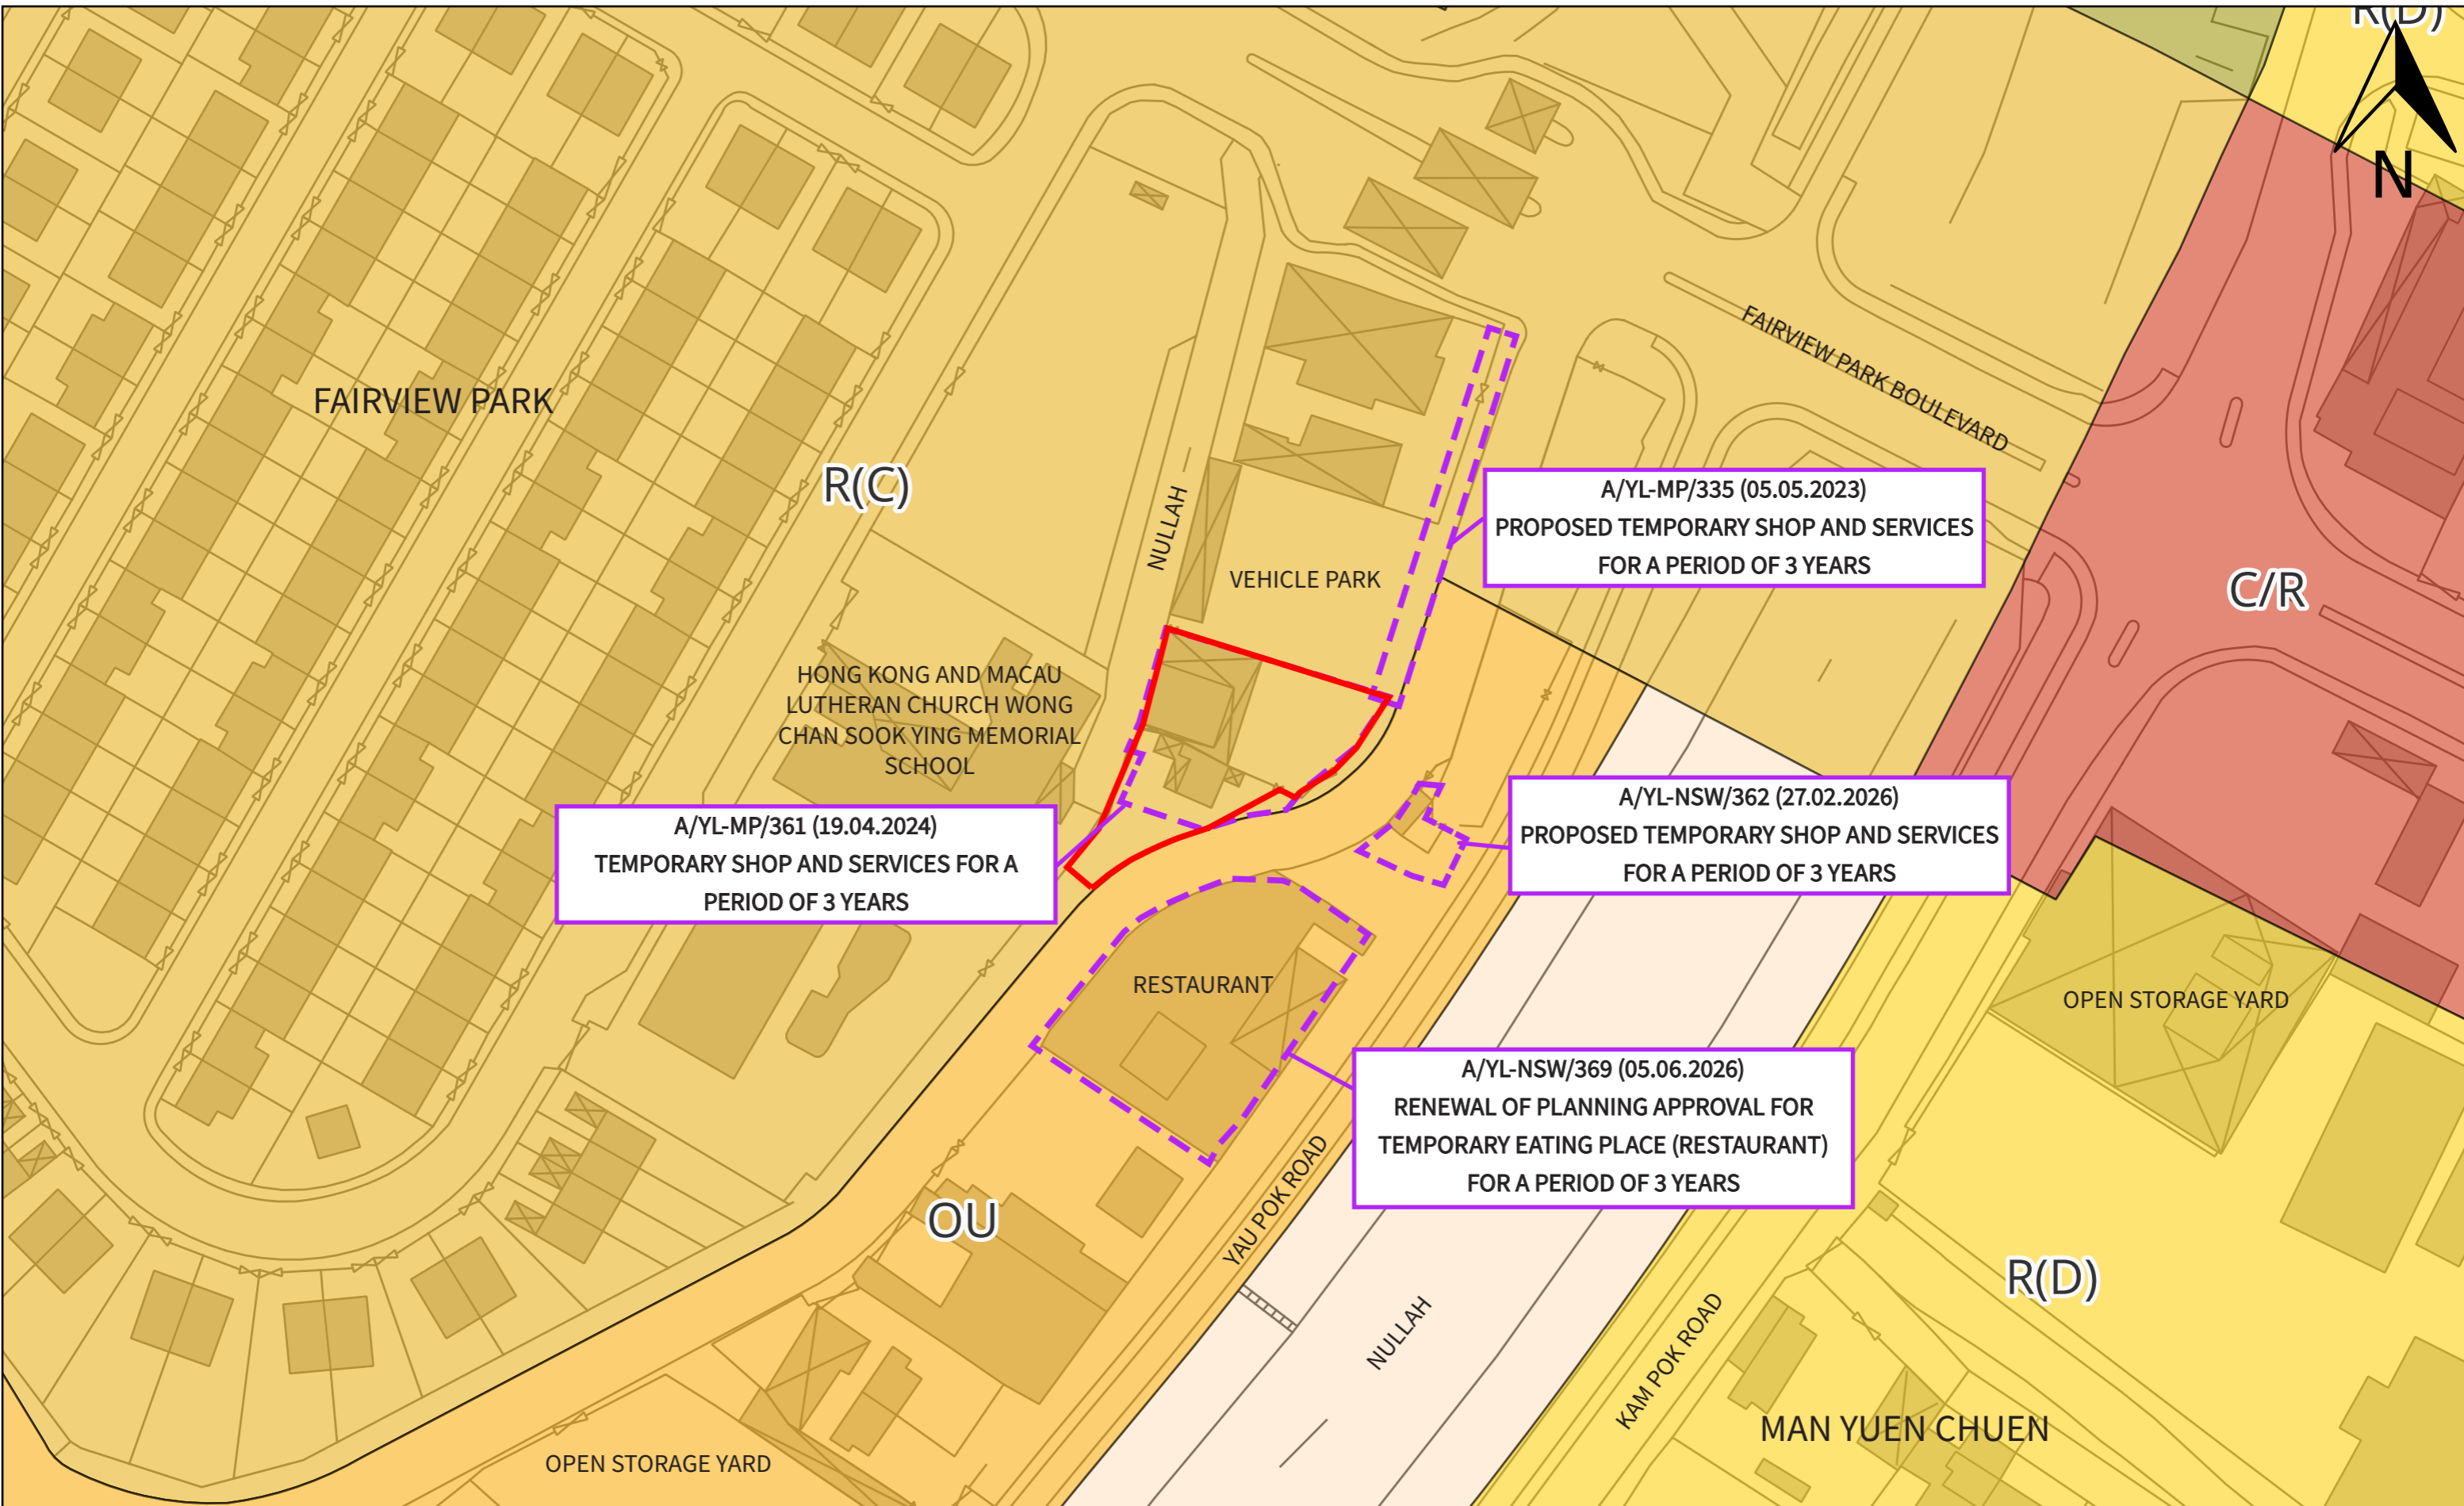 R(D)
N
FAIRVIEW PARK BOULEVARD
FAIRVIEW PARK
R(C)
NULLAH
A/YL-MP/335 (05.05.2023)
PROPOSED TEMPORARY SHOP AND SERVICES
FOR A PERIOD OF 3 YEARS
VEHICLE PARK
C/R
HONG KONG AND MACAU
LUTHERAN CHURCH WONG
CHAN SOOK YING MEMORIAL
SCHOOL
A/YL-MP/361 (19.04.2024)
TEMPORARY SHOP AND SERVICES FOR A
PERIOD OF 3 YEARS
A/YL-NSW/362 (27.02.2026)
PROPOSED TEMPORARY SHOP AND SERVICES
FOR A PERIOD OF 3 YEARS
RESTAURANT
OPEN STORAGE YARD
A/YL-NSW/369 (05.06.2026)
RENEWAL OF PLANNING APPROVAL FOR
TEMPORARY EATING PLACE (RESTAURANT)
FOR A PERIOD OF 3 YEARS
OU
YAU POK ROAD
R(D)
NULLAH
KAM POK ROAD
MAN YUEN CHUEN
OPEN STORAGE YARD